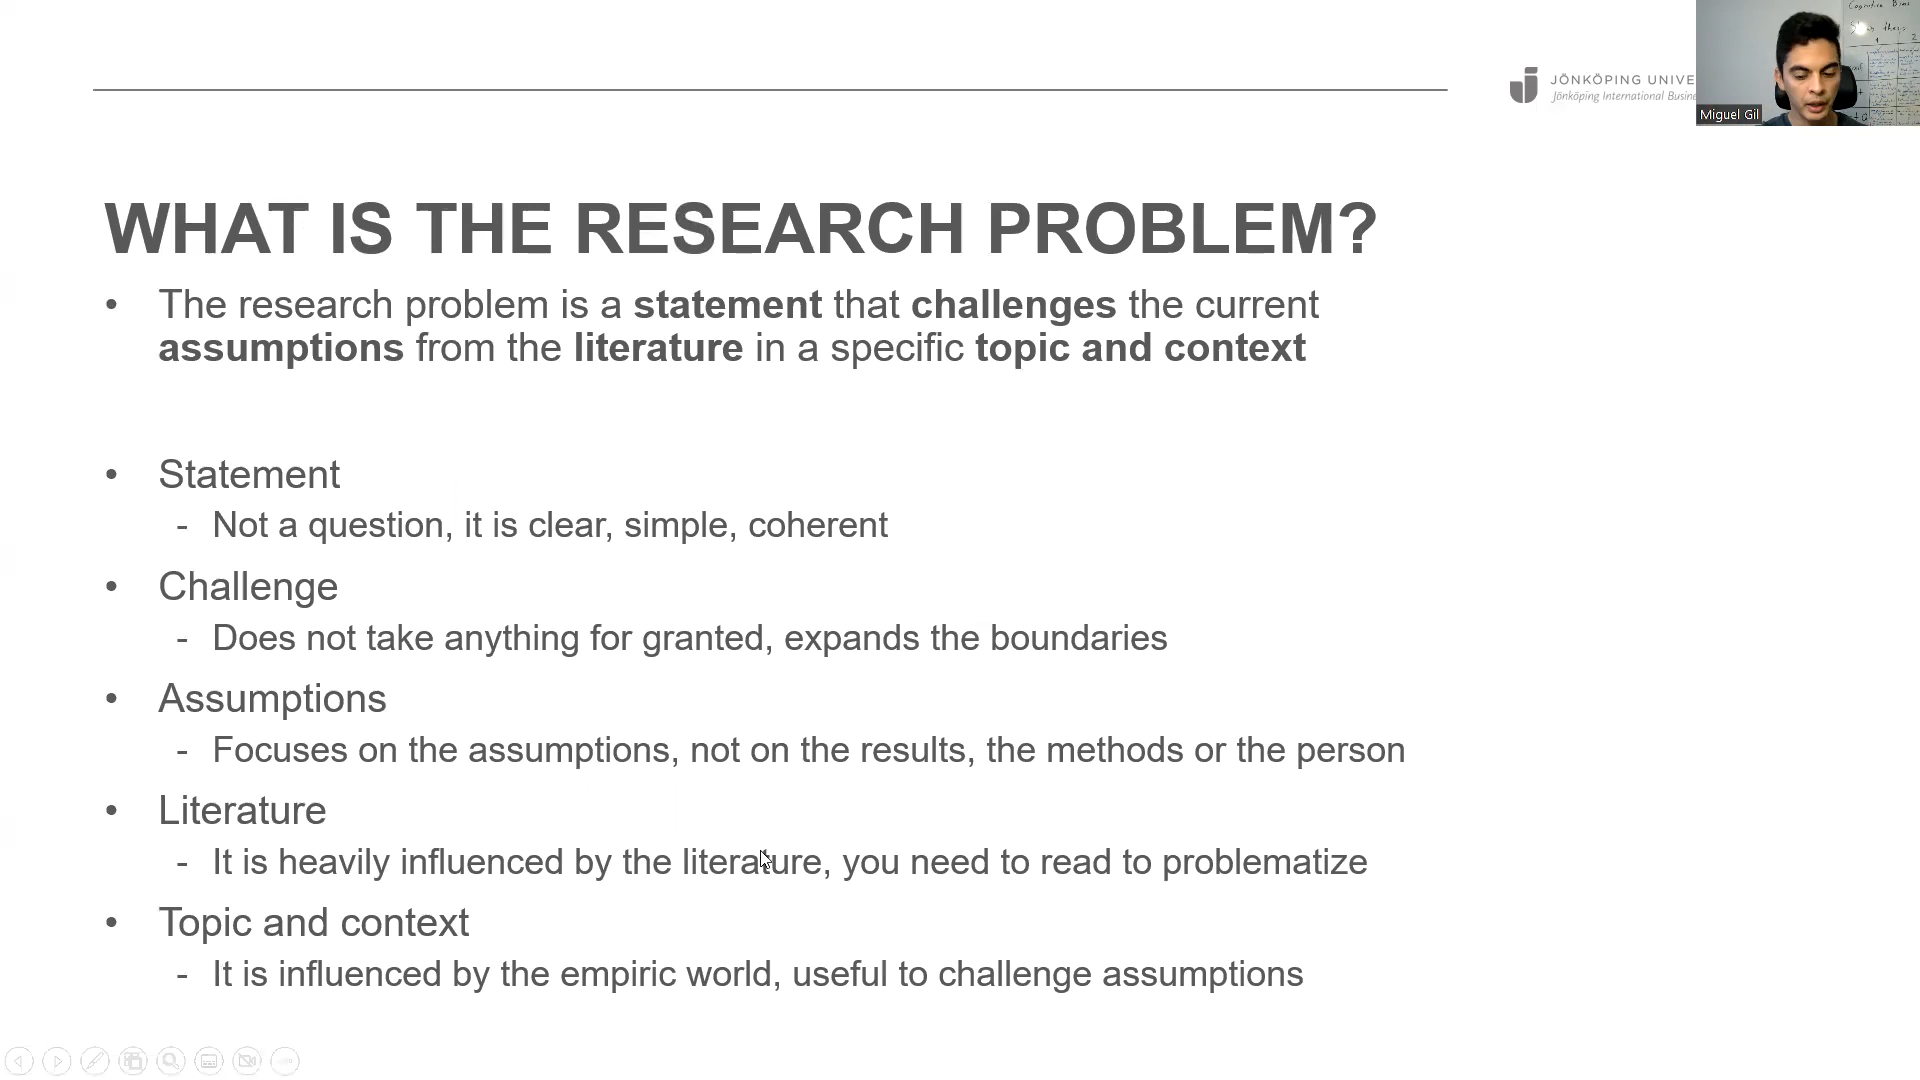 JÖNKÖPING UNIVE
Jönköping International Busine
Cognitive Bias
Miguel Gil
WHAT IS THE RESEARCH PROBLEM?
• The research problem is a statement that challenges the current
assumptions from the literature in a specific topic and context
• Statement
- Not a question, it is clear, simple, coherent
• Challenge
- Does not take anything for granted, expands the boundaries
• Assumptions
- Focuses on the assumptions, not on the results, the methods or the person
• Literature
- It is heavily influenced by the literature, you need to read to problematize
• Topic and context
- It is influenced by the empiric world, useful to challenge assumptions